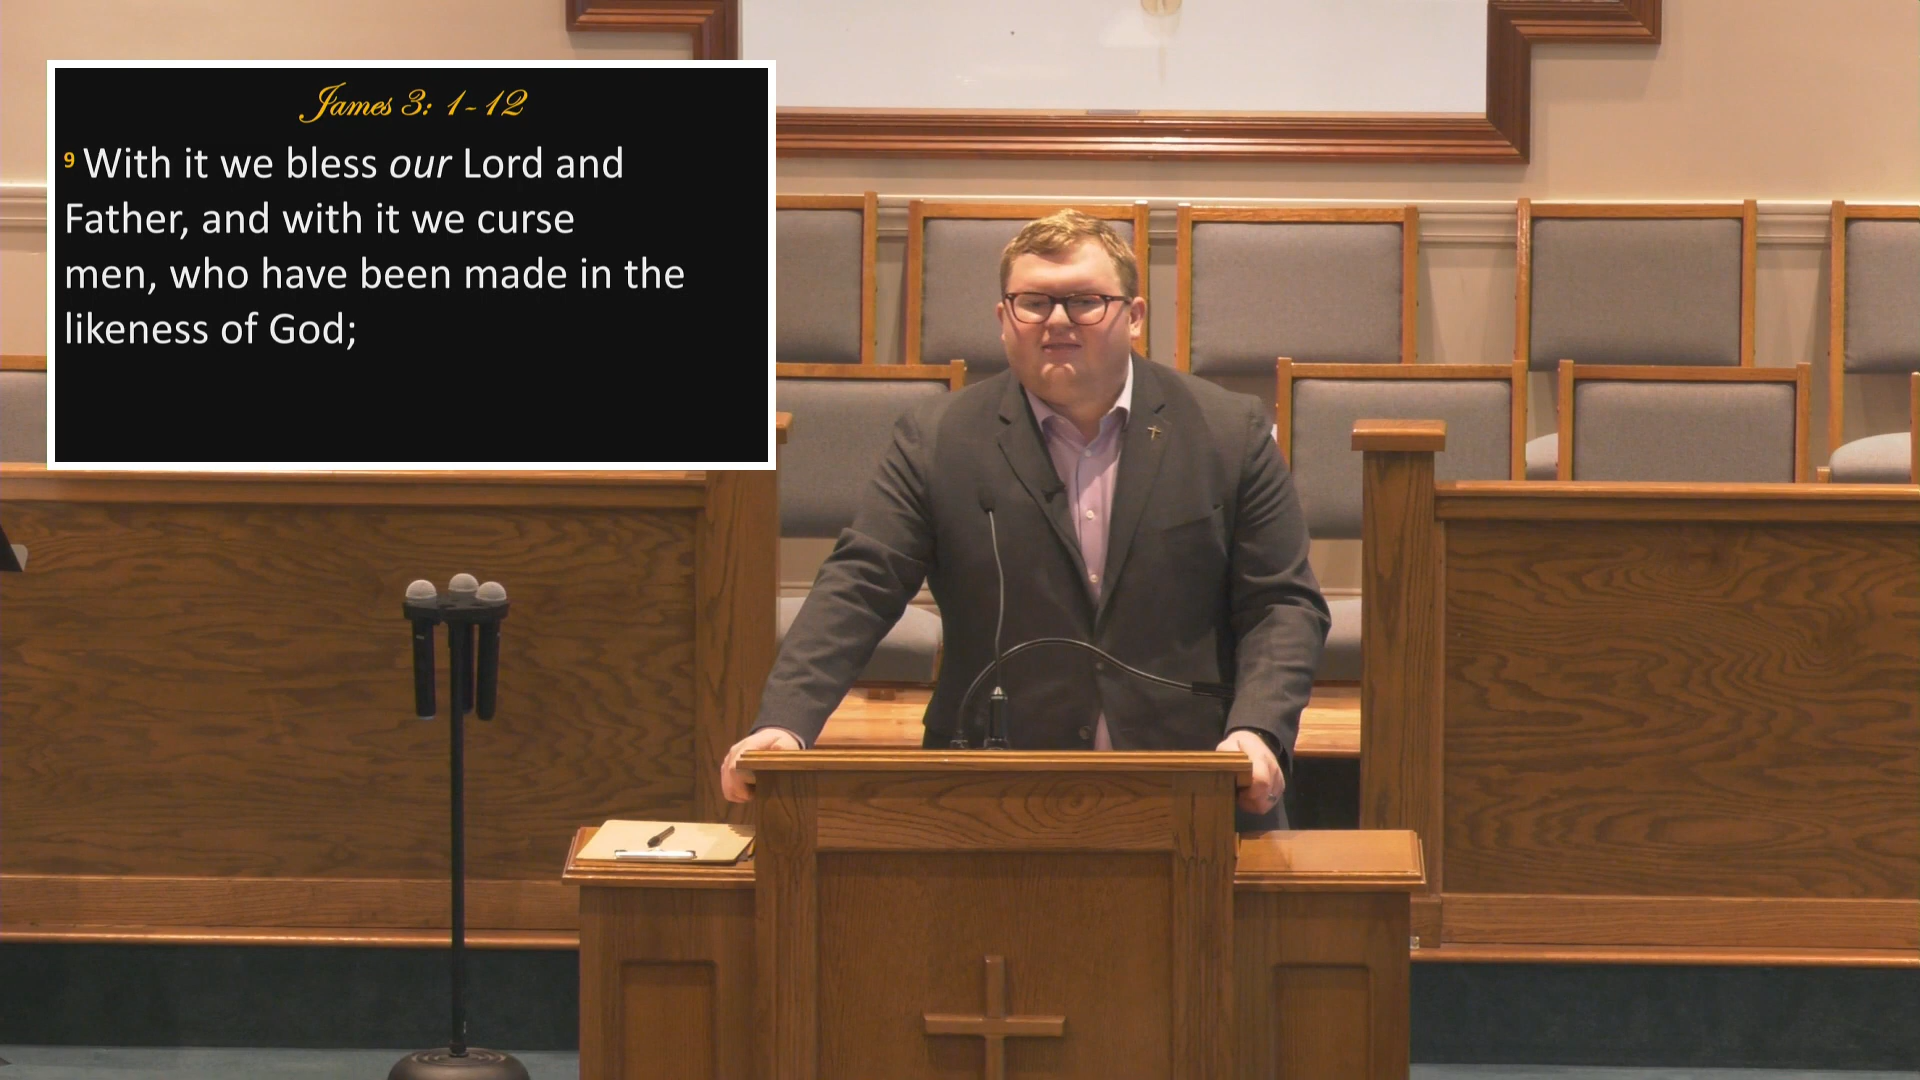 James 3: 1-12
9 With it we bless our Lord and
Father, and with it we curse
men, who have been made in the
likeness of God;